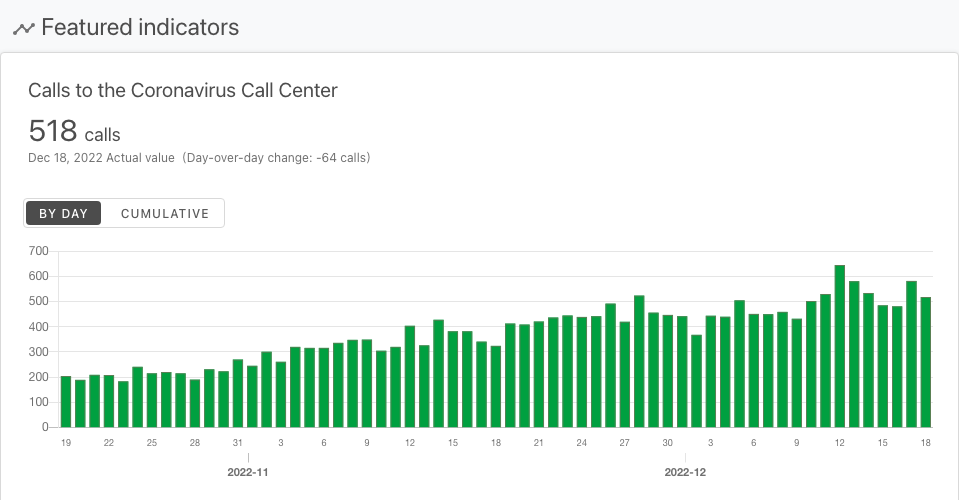 Featured indicators
Calls to the Coronavirus Call Center
518 calls
Dec 18, 2022 Actual value (Day-over-day change: -64 calls)
BY DAY CUMULATIVE
700
600
500
400
300
200
100
0
19 22 25 28 31 3 6 9 12 15 18 21 24 27 30 3 6 9 12 15 18
2022-11 2022-12